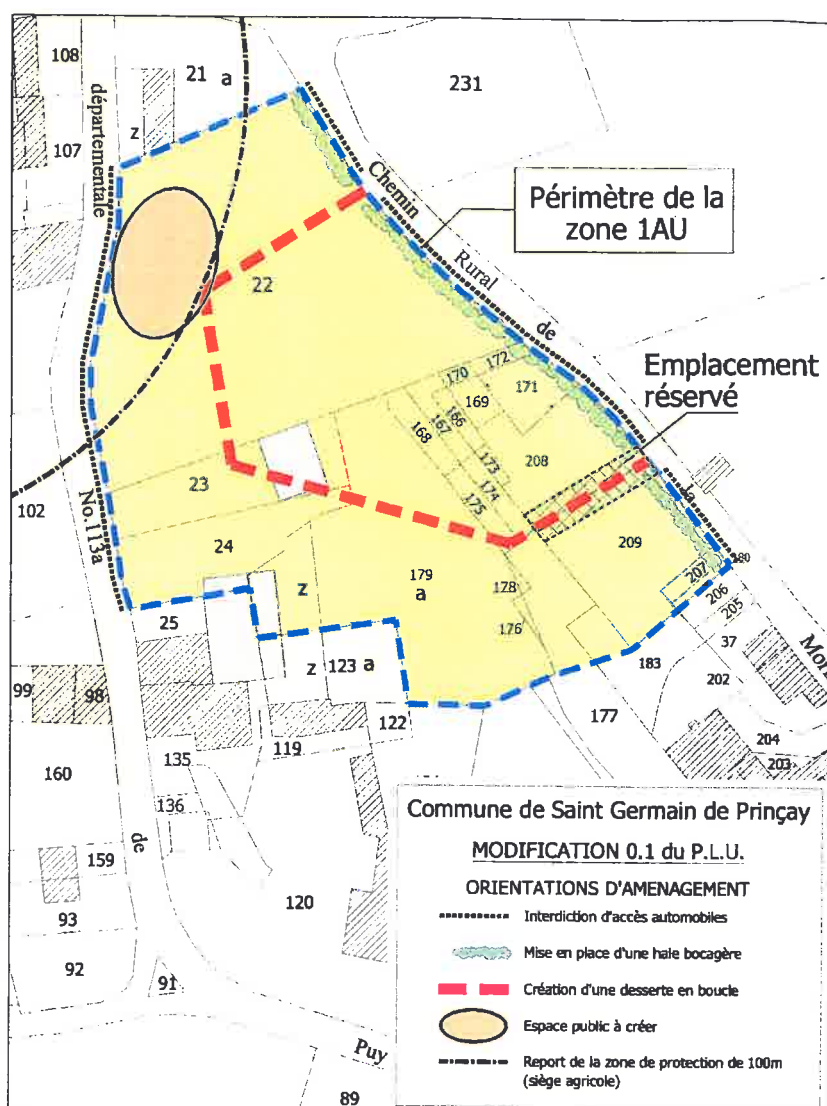 108
21 a
231
départementale
z
107
Chemin
Périmètre de la
zone 1AU
Rural
22
de
Emplacement
réservé
170
172
171
169
166
167
168
208
173
174
175
23
la
102
No.113a
24
209
179
a
z
178
207
180
206
205
25
176
37
z
123 a
183
Mor
99
98
202
122
177
119
204
135
203
160
136
Commune de Saint Germain de Prinçay
MODIFICATION 0.1 du P.L.U.
ORIENTATIONS D'AMENAGEMENT
Interdiction d'accès automobiles
Mise en place d'une haie bocagère
Création d'une desserte en boucle
Espace public à créer
Report de la zone de protection de 100m
(siège agricole)
de
159
93
120
92
91
Puy
89